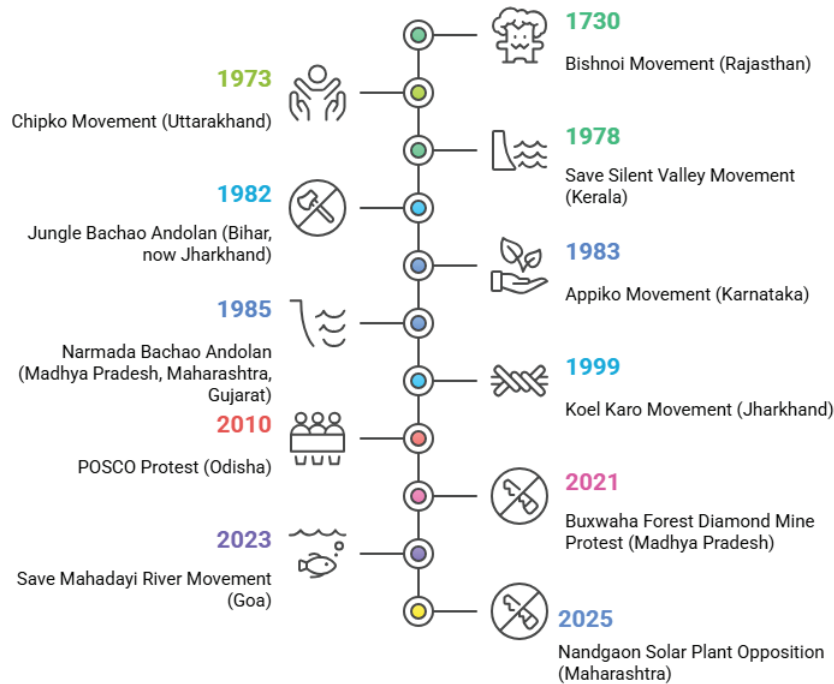 1730
Bishnoi Movement (Rajasthan)
1973
Chipko Movement (Uttarakhand)
1978
Save Silent Valley Movement
(Kerala)
1982
Jungle Bachao Andolan (Bihar,
now Jharkhand)
1983
Appiko Movement (Karnataka)
1985
Narmada Bachao Andolan
(Madhya Pradesh, Maharashtra,
Gujarat)
1999
Koel Karo Movement (Jharkhand)
2010
POSCO Protest (Odisha)
2021
Buxwaha Forest Diamond Mine
Protest (Madhya Pradesh)
2023
Save Mahadayi River Movement
(Goa)
2025
Nandgaon Solar Plant Opposition
(Maharashtra)